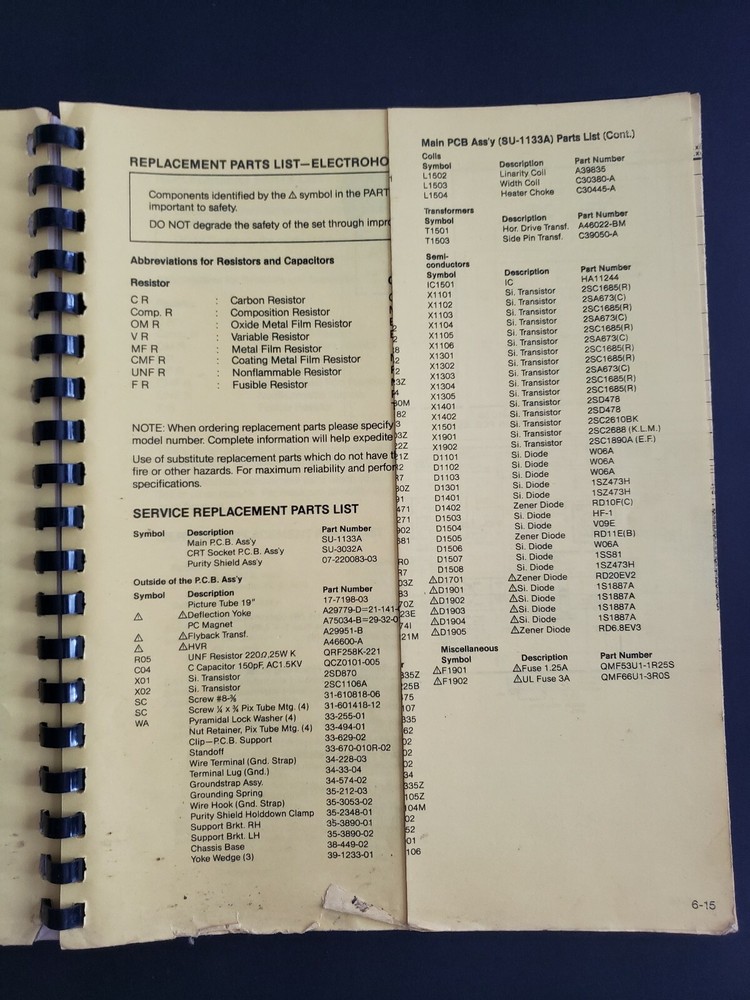 REPLACEMENT PARTS LIST—ELECTROHO
Components identified by the ⚠ symbol in the PART
important to safety.
DO NOT degrade the safety of the set through impr
Abbreviations for Resistors and Capacitors
Resistor
C R : Carbon Resistor
Comp. R : Composition Resistor
OM R : Oxide Metal Film Resistor
V R : Variable Resistor
MF R : Metal Film Resistor
CMF R : Coating Metal Film Resistor
UNF R : Nonflammable Resistor
F R : Fusible Resistor
NOTE: When ordering replacement parts please specify
model number. Complete information will help expedite
Use of substitute replacement parts which do not have t
fire or other hazards. For maximum reliability and perfor
specifications.
SERVICE REPLACEMENT PARTS LIST
Symbol Description Part Number
Main P.C.B. Ass'y SU-1133A
CRT Socket P.C.B. Ass'y SU-3032A
Purity Shield Ass'y 07-220083-03
Outside of the P.C.B. Ass'y
Symbol Description Part Number
Picture Tube 19" 17-7198-03
⚠ ⚠Deflection Yoke A29779-D=21-141-
PC Magnet A75034-B=29-32-0
⚠ ⚠Flyback Transf. A29951-B
⚠ ⚠HVR A46600-A
R05 UNF Resistor 220Ω,25W K QRF258K-221
C04 C Capacitor 150pF, AC1.5KV QCZ0101-005
X01 Si. Transistor 2SD870
X02 Si. Transistor 2SC1106A
SC Screw #8-⅜ 31-610818-06
SC Screw ¼ x ¾ Pix Tube Mtg. (4) 31-601418-12
WA Pyramidal Lock Washer (4) 33-255-01
Nut Retainer, Pix Tube Mtg. (4) 33-494-01
Clip—P.C.B. Support 33-629-02
Standoff 33-670-010R-02
Wire Terminal (Gnd. Strap) 34-228-03
Terminal Lug (Gnd.) 34-33-04
Groundstrap Assy. 34-574-02
Grounding Spring 35-212-03
Wire Hook (Gnd. Strap) 35-3053-02
Purity Shield Holddown Clamp 35-2348-01
Support Brkt. RH 35-3890-01
Support Brkt. LH 35-3890-02
Chassis Base 38-449-02
Yoke Wedge (3) 39-1233-01
Main PCB Ass'y (SU-1133A) Parts List (Cont.)
Coils
Symbol Description Part Number
L1502 Linarity Coil A39835
L1503 Width Coil C30380-A
L1504 Heater Choke C30445-A
Transformers
Symbol Description Part Number
T1501 Hor. Drive Transf. A46022-BM
T1503 Side Pin Transf. C39050-A
Semi-
conductors
Symbol Description Part Number
IC1501 IC HA11244
X1101 Si. Transistor 2SC1685(R)
X1102 Si. Transistor 2SA673(C)
X1103 Si. Transistor 2SC1685(R)
X1104 Si. Transistor 2SA673(C)
X1105 Si. Transistor 2SC1685(R)
X1106 Si. Transistor 2SA673(C)
X1301 Si. Transistor 2SC1685(R)
X1302 Si. Transistor 2SC1685(R)
X1303 Si. Transistor 2SA673(C)
X1304 Si. Transistor 2SC1685(R)
X1305 Si. Transistor 2SC1685(R)
X1401 Si. Transistor 2SD478
X1402 Si. Transistor 2SD478
X1501 Si. Transistor 2SC2610BK
X1901 Si. Transistor 2SC2688 (K.L.M.)
X1902 Si. Transistor 2SC1890A (E.F.)
D1101 Si. Diode W06A
D1102 Si. Diode W06A
D1103 Si. Diode W06A
D1301 Si. Diode 1SZ473H
D1401 Si. Diode 1SZ473H
D1402 Zener Diode RD10F(C)
D1503 Si. Diode HF-1
D1504 Si. Diode V09E
D1505 Zener Diode RD11E(B)
D1506 Si. Diode W06A
D1507 Si. Diode 1SS81
D1508 Si. Diode 1SZ473H
⚠D1701 ⚠Zener Diode RD20EV2
⚠D1901 ⚠Si. Diode 1S1887A
⚠D1902 ⚠Si. Diode 1S1887A
⚠D1903 ⚠Si. Diode 1S1887A
⚠D1904 ⚠Si. Diode 1S1887A
⚠D1905 ⚠Zener Diode RD6.8EV3
Miscellaneous
Symbol Description Part Number
⚠F1901 ⚠Fuse 1.25A QMF53U1-1R25S
⚠F1902 ⚠UL Fuse 3A QMF66U1-3R0S
6-15